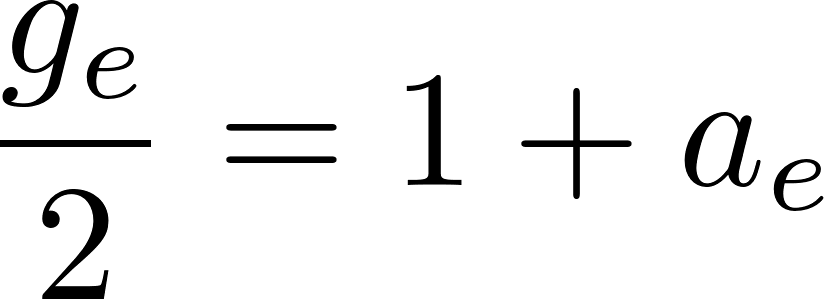 g_e/2 = 1 + a_e